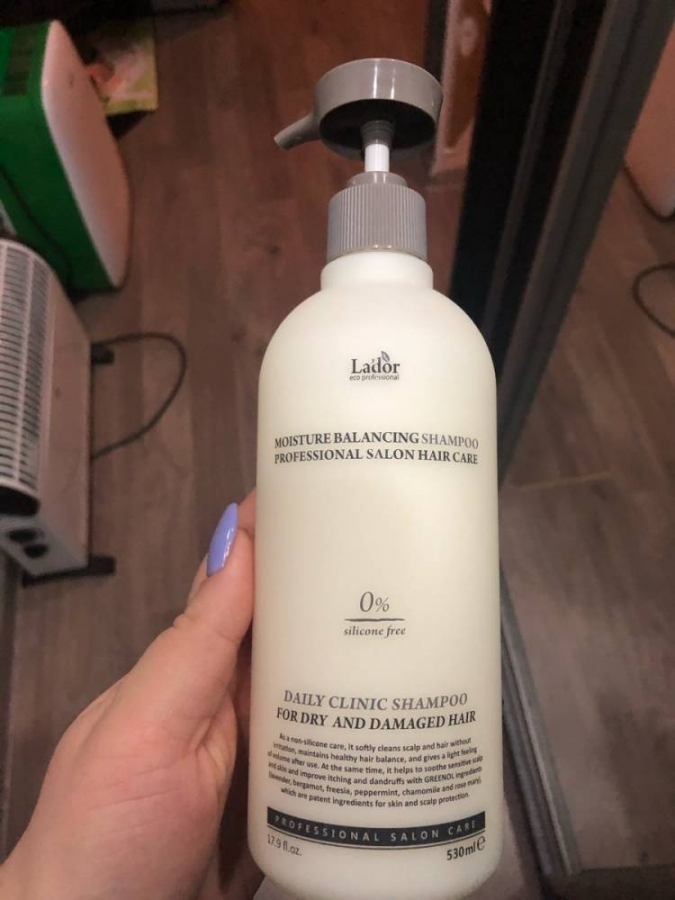 La'dor
eco professional
MOISTURE BALANCING SHAMPOO
PROFESSIONAL SALON HAIR CARE
0%
silicone free
DAILY CLINIC SHAMPOO
FOR DRY AND DAMAGED HAIR
As a non-silicone care, it softly cleans scalp and hair without
irritation, maintains healthy hair balance, and gives a light feeling
of volume after use. At the same time, it helps to soothe sensitive scalp
and skin and improve itching and dandruffs with GREENOL ingredients
(lavender, bergamot, freesia, peppermint, chamomile and rose mary),
which are patent ingredients for skin and scalp protection.
PROFESSIONAL SALON CARE
17.9 fl.oz.
530ml℮